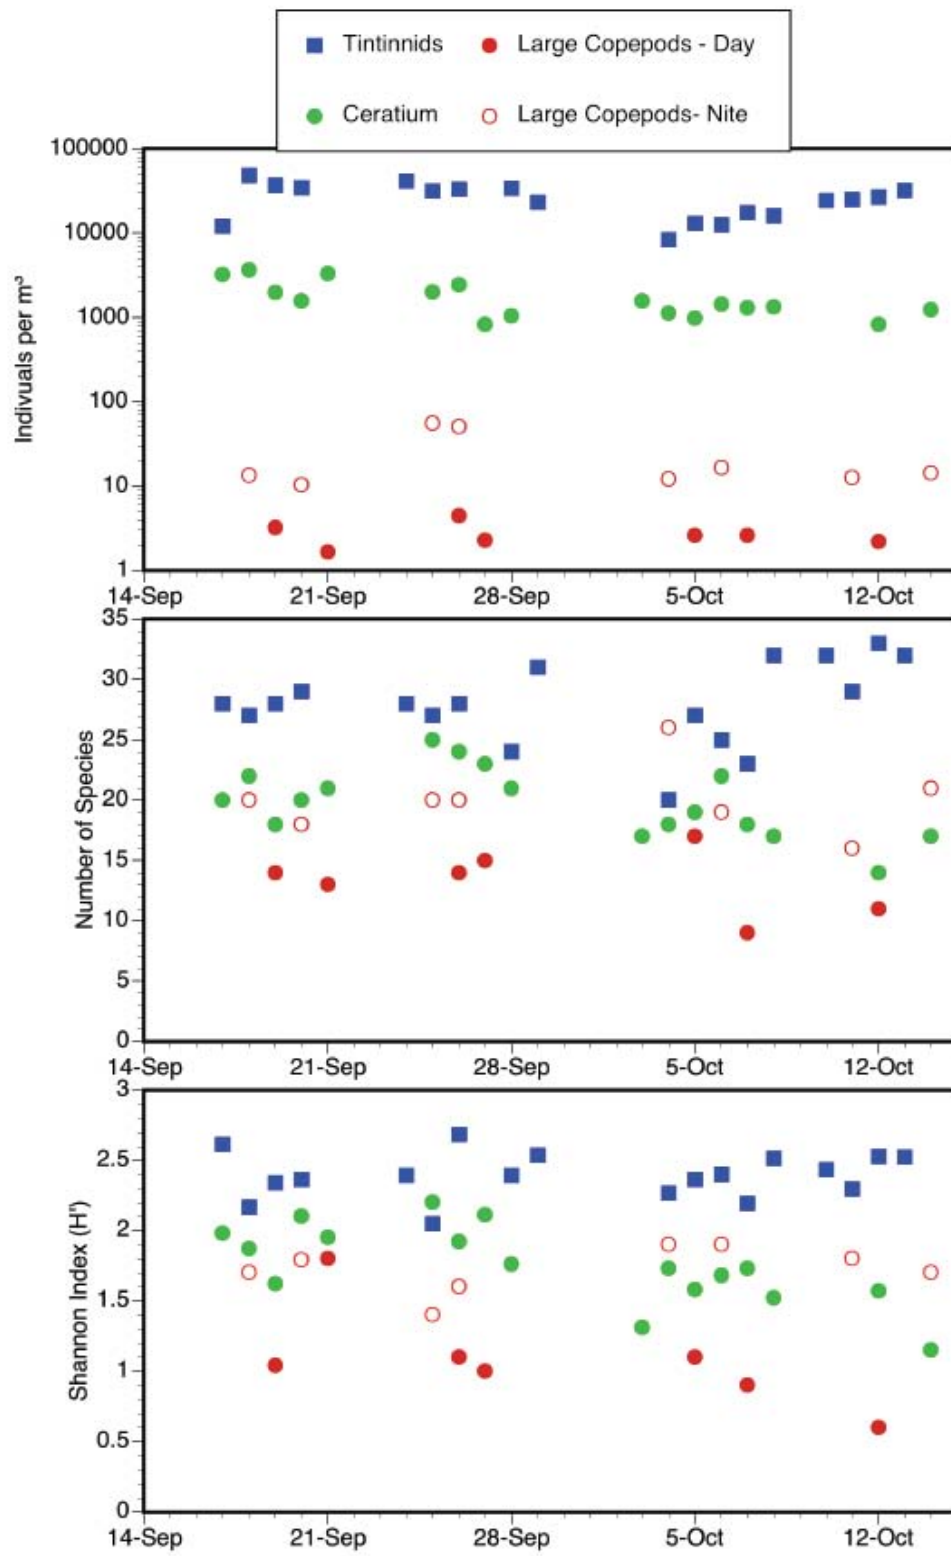 Tintinnids Large Copepods - Day
Ceratium Large Copepods- Nite
100000
10000
1000
100
10
1
Indivuals per m³
14-Sep 21-Sep 28-Sep 5-Oct 12-Oct
35
30
25
20
15
10
5
0
Number of Species
14-Sep 21-Sep 28-Sep 5-Oct 12-Oct
3
2.5
2
1.5
1
0.5
0
Shannon Index (H')
14-Sep 21-Sep 28-Sep 5-Oct 12-Oct